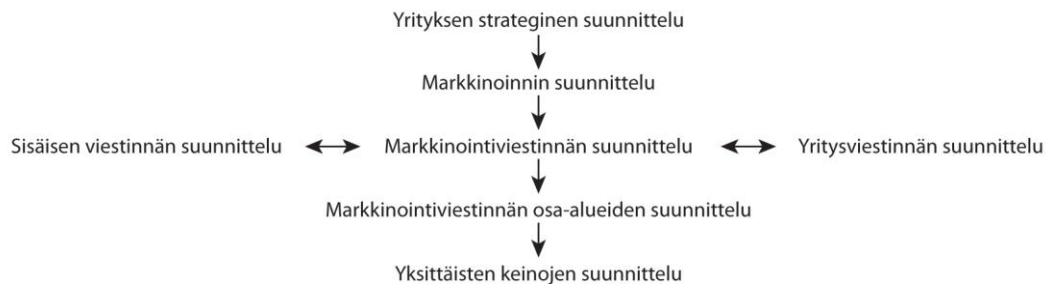 Yrityksen strateginen suunnittelu
Markkinoinnin suunnittelu
Sisäisen viestinnän suunnittelu
Markkinointiviestinnän suunnittelu
Yritysviestinnän suunnittelu
Markkinointiviestinnän osa-alueiden suunnittelu
Yksittäisten keinojen suunnittelu